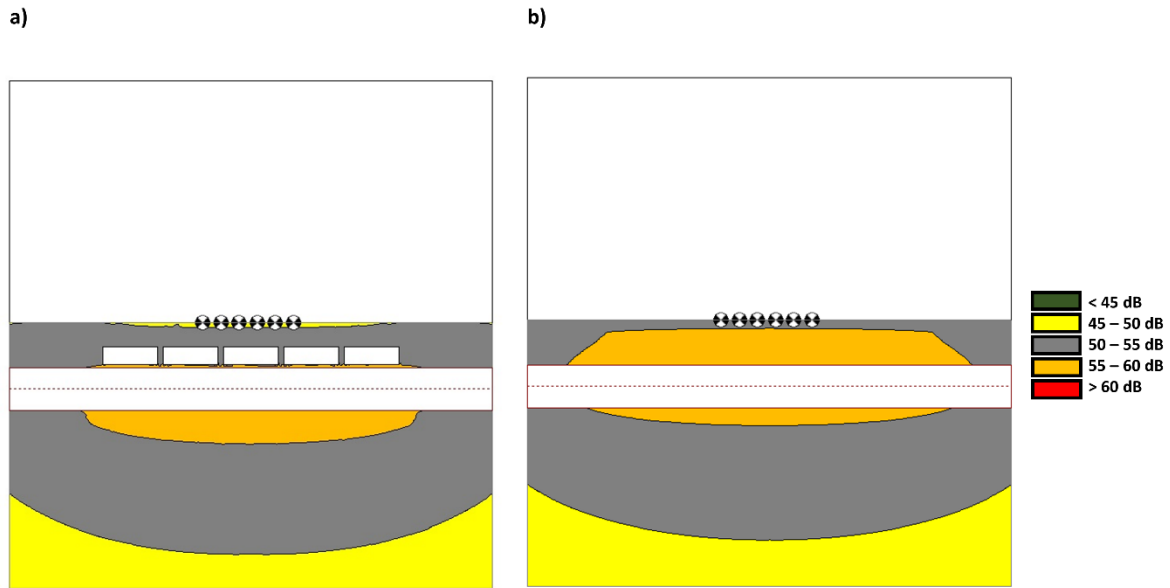 a)
b)
< 45 dB
45 – 50 dB
50 – 55 dB
55 – 60 dB
> 60 dB